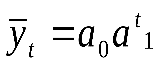 ȳ_t = a_0 a^t_1